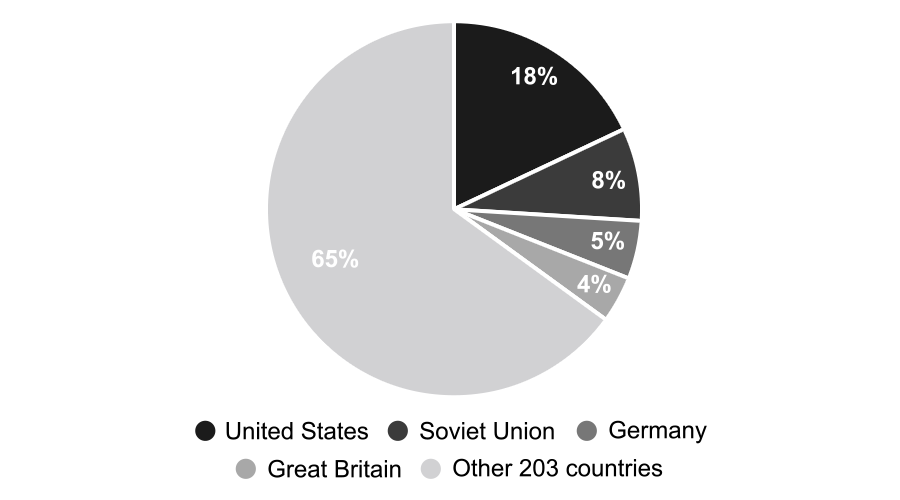 18%
8%
5%
4%
65%
United States Soviet Union Germany
Great Britain Other 203 countries